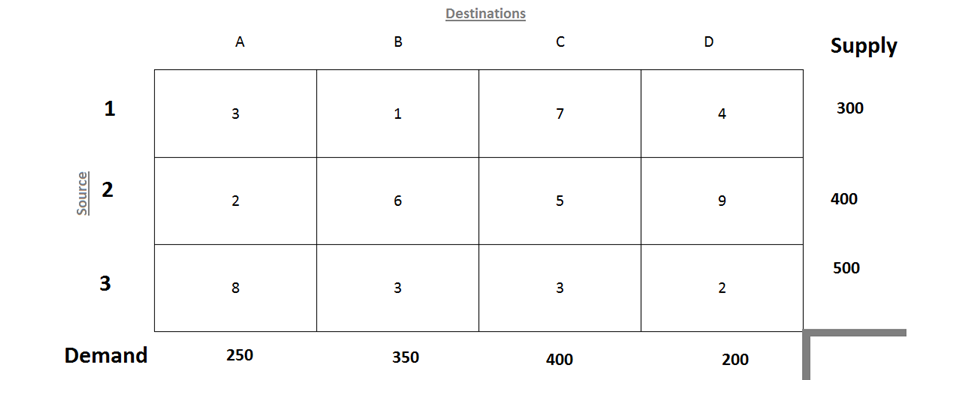 Destinations
A B C D Supply
1 3 1 7 4 300
Source 2 2 6 5 9 400
3 8 3 3 2 500
Demand 250 350 400 200